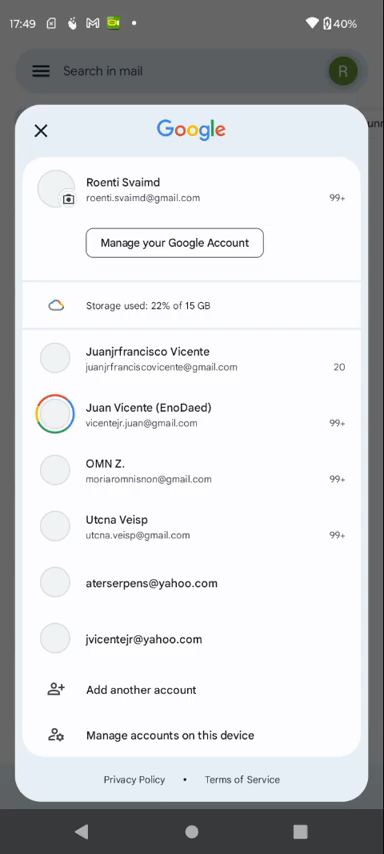 17:49
40%
Search in mail
R
Google
Roenti Svaimd
roenti.svaimd@gmail.com
99+
Manage your Google Account
Storage used: 22% of 15 GB
Juanjrfrancisco Vicente
juanjrfranciscovicente@gmail.com
20
Juan Vicente (EnoDaed)
vicentejr.juan@gmail.com
99+
OMN Z.
moriaromnisnon@gmail.com
99+
Utcna Veisp
utcna.veisp@gmail.com
99+
aterserpens@yahoo.com
jvicentejr@yahoo.com
Add another account
Manage accounts on this device
Privacy Policy • Terms of Service